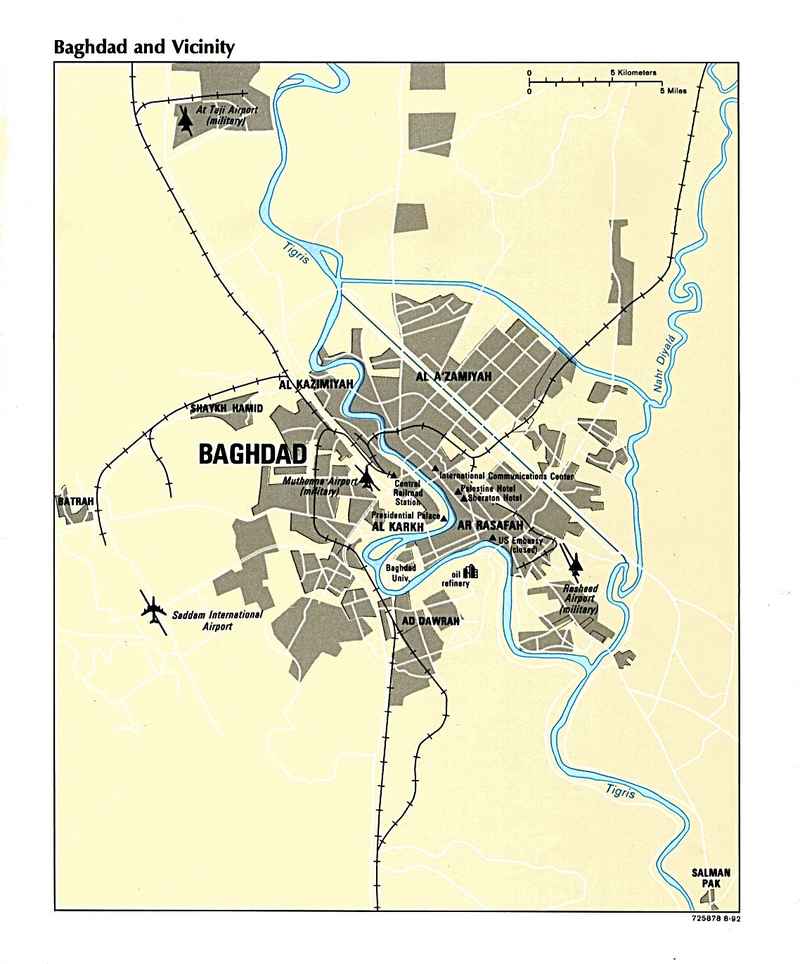 Baghdad and Vicinity
0 5 Kilometers
0 5 Miles
At Taji Airport
(military)
Tigris
Nahr Diyalá
AL A'ZAMIYAH
AL KAZIMIYAH
SHAYKH HAMID
BAGHDAD
Muthenna Airport
(military)
Central
Railroad
Station
International Communications Center
Palestine Hotel
Sheraton Hotel
BATRAH
Presidential Palace
AL KARKH
AR RASAFAH
US Embassy
(closed)
Baghdad
Univ.
oil
refinery
Rasheed
Airport
(military)
Saddam International
Airport
AD DAWRAH
Tigris
SALMAN
PAK
725878 8-92